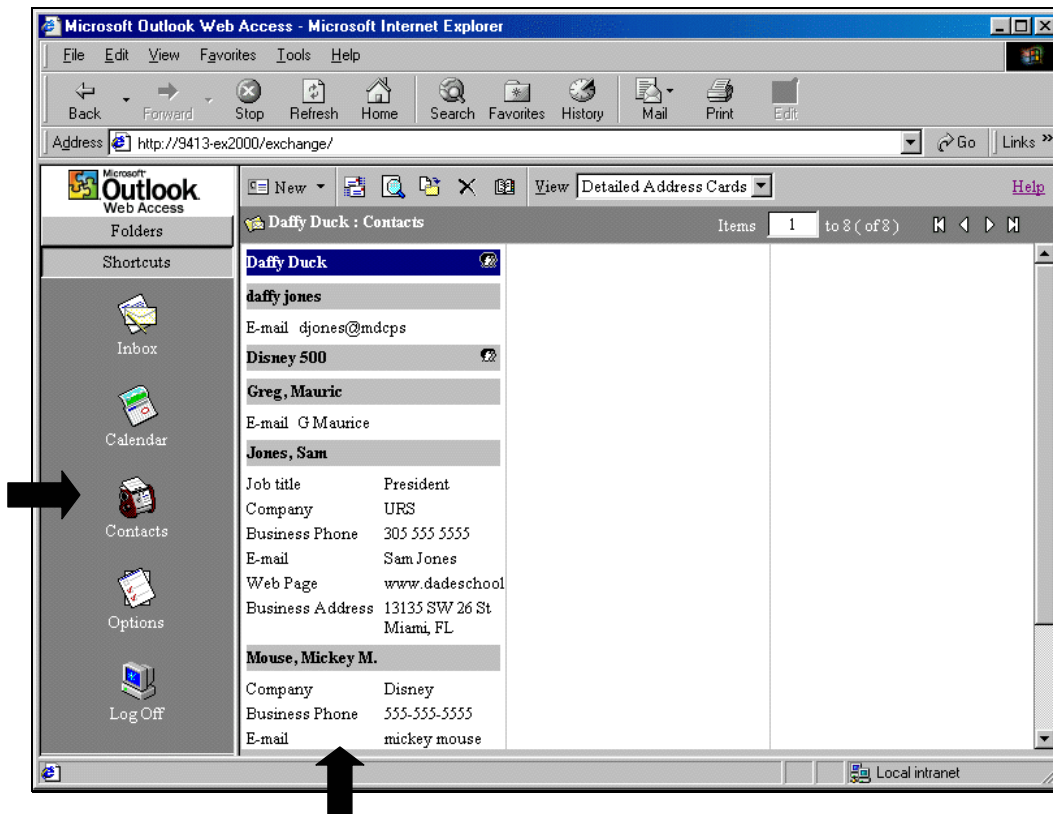 Microsoft Outlook Web Access - Microsoft Internet Explorer
File Edit View Favorites Tools Help
Back Forward Stop Refresh Home Search Favorites History Mail Print Edit
Address http://9413-ex2000/exchange/ Go Links »
Microsoft
Outlook
Web Access
New View Detailed Address Cards Help
Folders
Daffy Duck : Contacts Items 1 to 8 ( of 8 )
Shortcuts
Inbox
Calendar
Contacts
Options
Log Off
Daffy Duck
daffy jones
E-mail djones@mdcps
Disney 500
Greg, Mauric
E-mail G Maurice
Jones, Sam
Job title President
Company URS
Business Phone 305 555 5555
E-mail Sam Jones
Web Page www.dadeschool
Business Address 13135 SW 26 St
Miami, FL
Mouse, Mickey M.
Company Disney
Business Phone 555-555-5555
E-mail mickey mouse
Local intranet